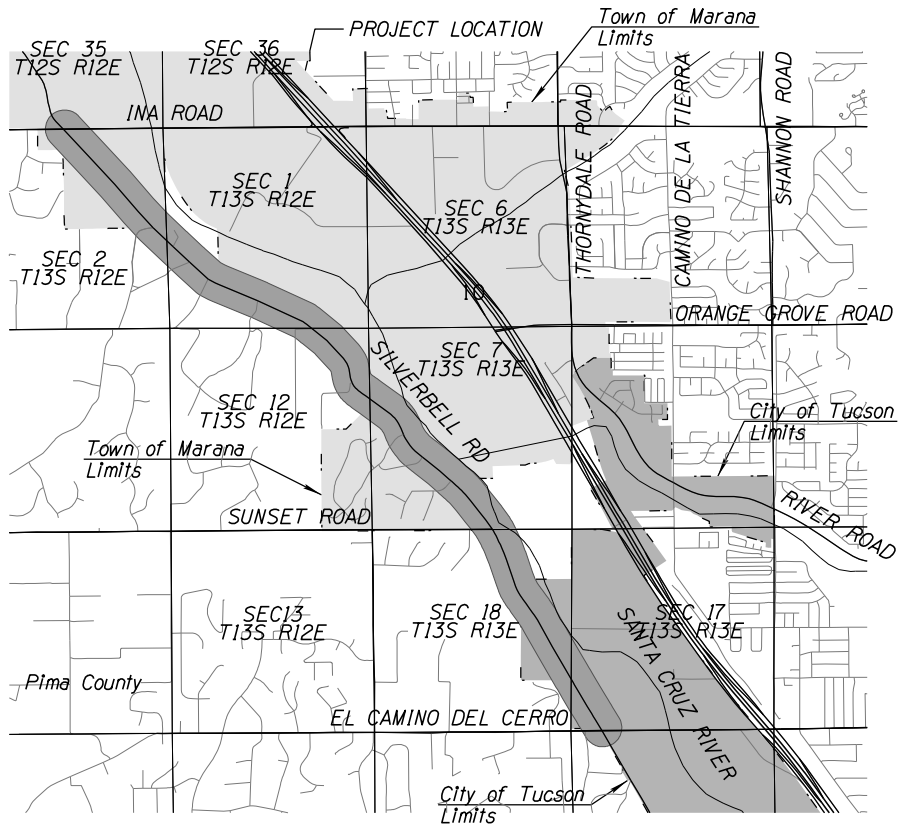 PROJECT LOCATION
Town of Marana
Limits
SEC 35
T12S R12E
SEC 36
T12S R12E
INA ROAD
THORNYDALE ROAD
CAMINO DE LA TIERRA
SHANNON ROAD
SEC 1
T13S R12E
SEC 6
T13S R13E
SEC 2
T13S R12E
10
ORANGE GROVE ROAD
SEC 7
T13S R13E
SILVERBELL RD
SEC 12
T13S R12E
City of Tucson
Limits
Town of Marana
Limits
RIVER ROAD
SUNSET ROAD
SEC13
T13S R12E
SEC 18
T13S R13E
SEC 17
T13S R13E
SANTA CRUZ RIVER
Pima County
EL CAMINO DEL CERRO
City of Tucson
Limits